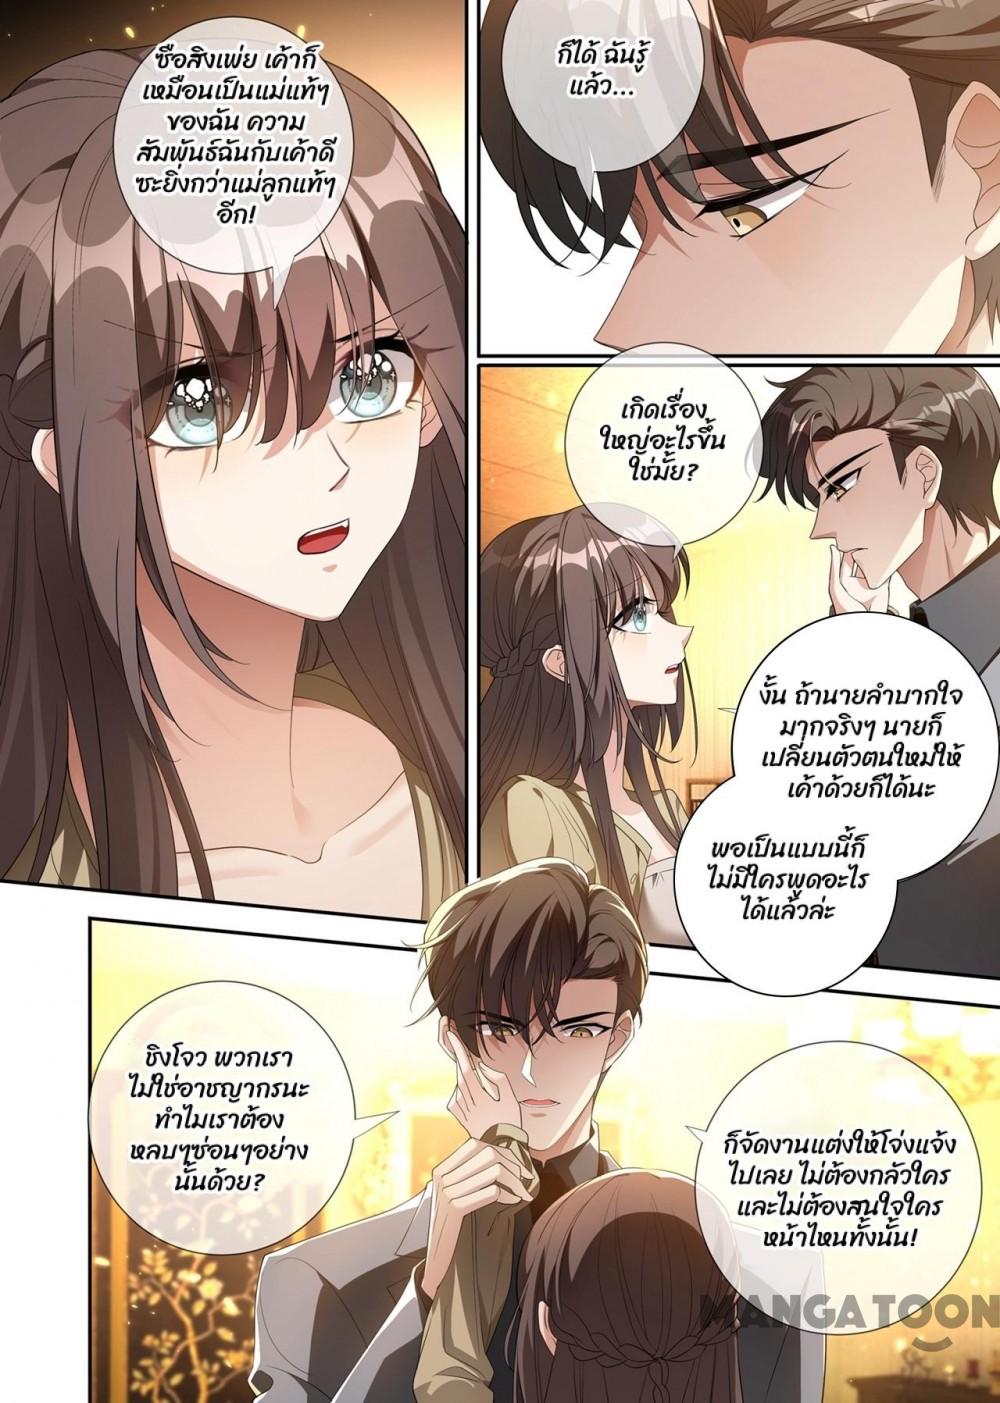 ซือสิงเพ่ย เค้าก็
เหมือนเป็นแม่แท้ๆ
ของฉัน ความ
สัมพันธ์ฉันกับเค้าดี
ซะยิ่งกว่าแม่ลูกแท้ๆ
อีก!
ก็ได้ ฉันรู้
แล้ว...
เกิดเรื่อง
ใหญ่อะไรขึ้น
ใช่มั้ย?
งั้น ถ้านายลำบากใจ
มากจริงๆ นายก็
เปลี่ยนตัวตนใหม่ให้
เค้าด้วยก็ได้นะ
พอเป็นแบบนี้ก็
ไม่มีใครพูดอะไร
ได้แล้วล่ะ
ชิงโจว พวกเรา
ไม่ใช่อาชญากรนะ
ทำไมเราต้อง
หลบๆซ่อนๆอย่าง
นั้นด้วย?
ก็จัดงานแต่งให้โจ่งแจ้ง
ไปเลย ไม่ต้องกลัวใคร
และไม่ต้องสนใจใคร
หน้าไหนทั้งนั้น!
MANGATOON